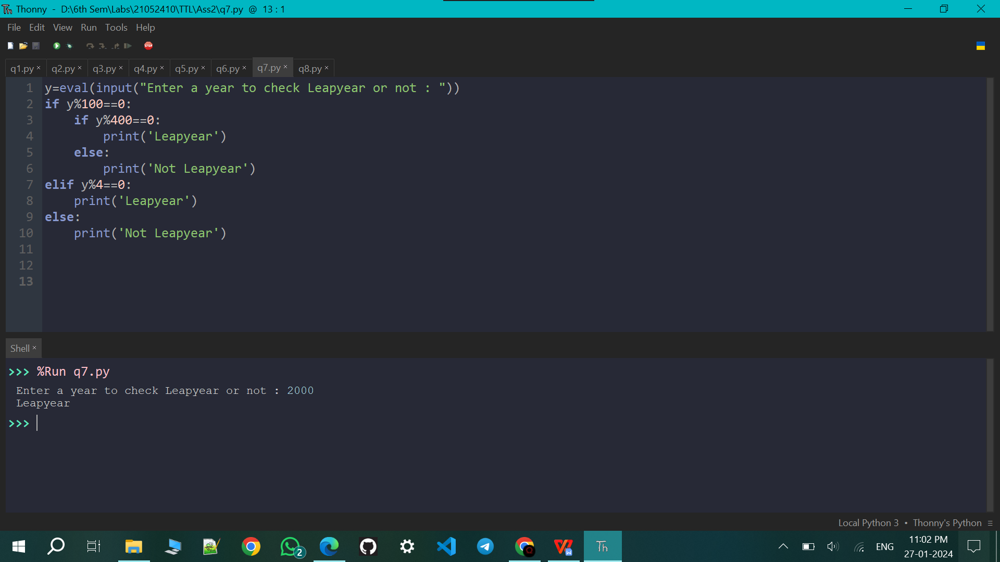 Thonny - D:\6th Sem\Labs\21052410\TTL\Ass2\q7.py @ 13 : 1
File Edit View Run Tools Help
STOP
q1.py × q2.py × q3.py × q4.py × q5.py × q6.py × q7.py × q8.py ×
1 y=eval(input("Enter a year to check Leapyear or not : "))
2 if y%100==0:
3     if y%400==0:
4         print('Leapyear')
5     else:
6         print('Not Leapyear')
7 elif y%4==0:
8     print('Leapyear')
9 else:
10     print('Not Leapyear')
11
12
13
Shell ×
>>> %Run q7.py
Enter a year to check Leapyear or not : 2000
Leapyear
>>>
Local Python 3 • Thonny's Python ≡
2
Th
ENG
11:02 PM
27-01-2024